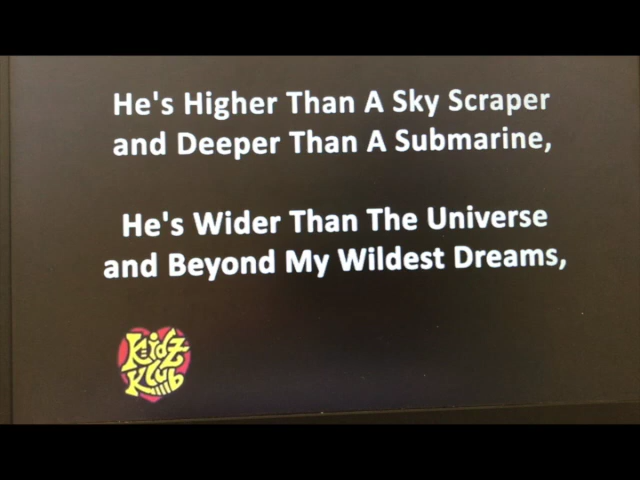 He's Higher Than A Sky Scraper
and Deeper Than A Submarine,
He's Wider Than The Universe
and Beyond My Wildest Dreams,
Kidz
Klub